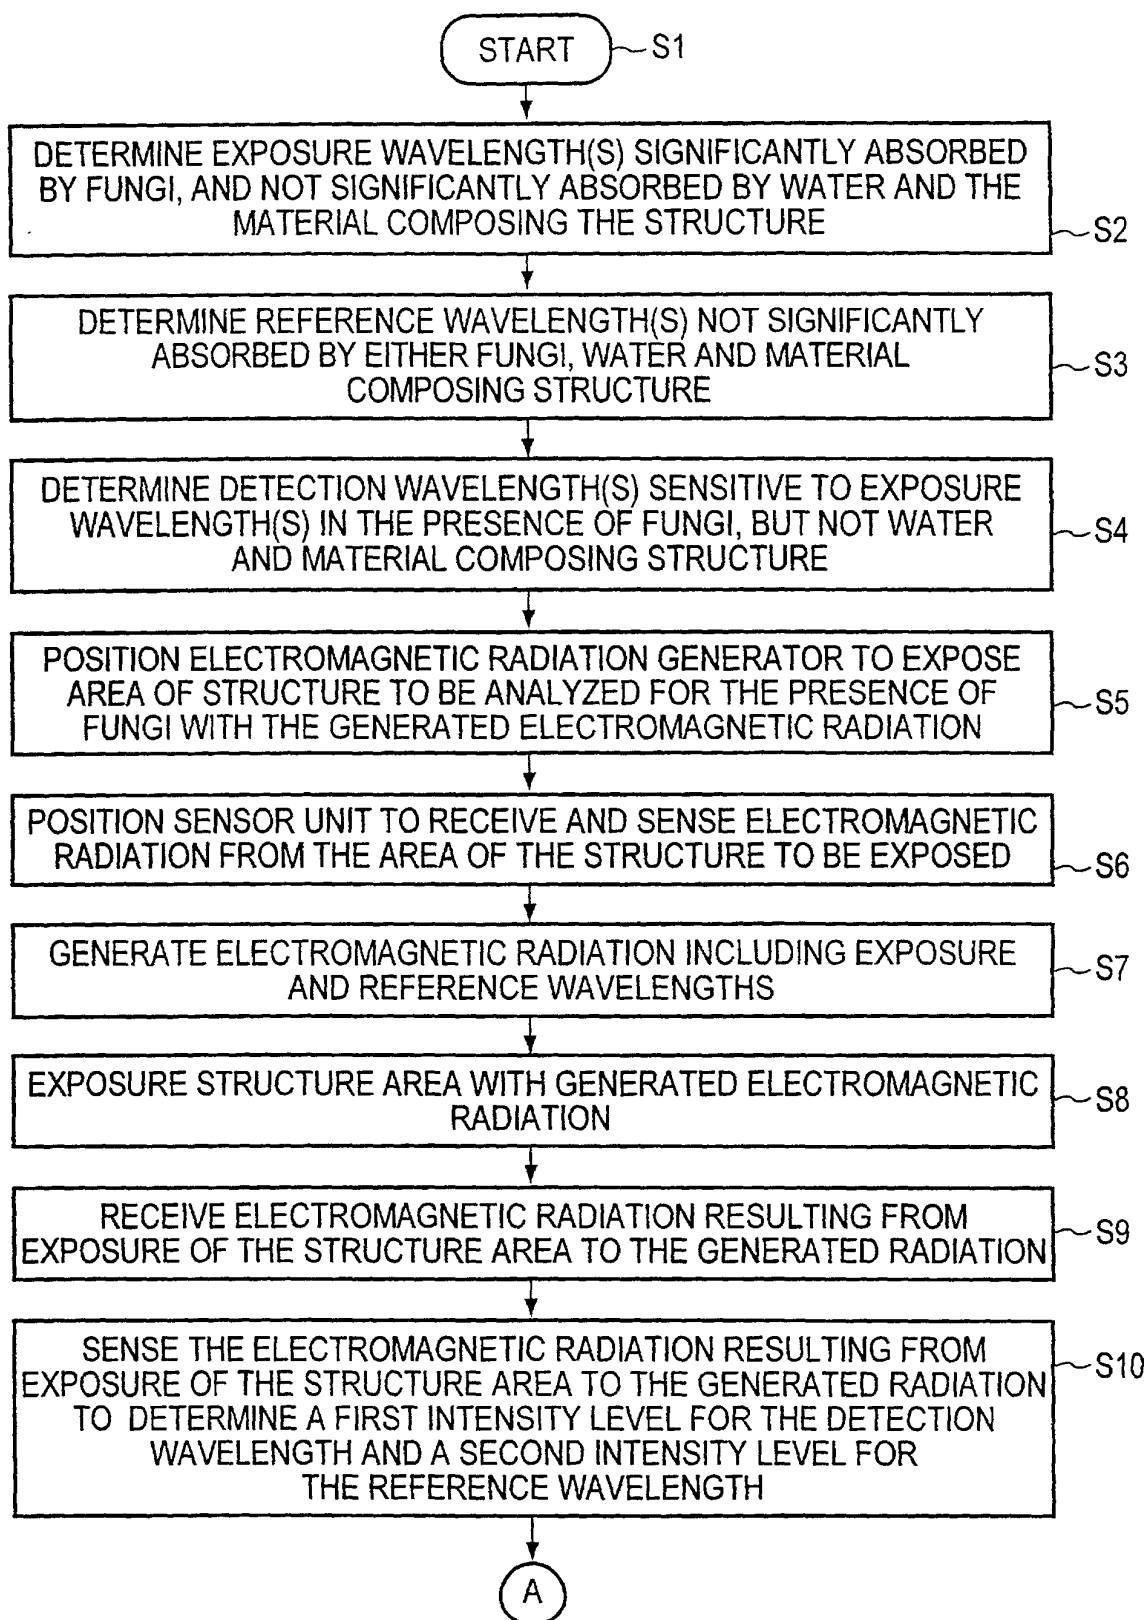 START
S1
DETERMINE EXPOSURE WAVELENGTH(S) SIGNIFICANTLY ABSORBED
BY FUNGI, AND NOT SIGNIFICANTLY ABSORBED BY WATER AND THE
MATERIAL COMPOSING THE STRUCTURE
S2
DETERMINE REFERENCE WAVELENGTH(S) NOT SIGNIFICANTLY
ABSORBED BY EITHER FUNGI, WATER AND MATERIAL
COMPOSING STRUCTURE
S3
DETERMINE DETECTION WAVELENGTH(S) SENSITIVE TO EXPOSURE
WAVELENGTH(S) IN THE PRESENCE OF FUNGI, BUT NOT WATER
AND MATERIAL COMPOSING STRUCTURE
S4
POSITION ELECTROMAGNETIC RADIATION GENERATOR TO EXPOSE
AREA OF STRUCTURE TO BE ANALYZED FOR THE PRESENCE OF
FUNGI WITH THE GENERATED ELECTROMAGNETIC RADIATION
S5
POSITION SENSOR UNIT TO RECEIVE AND SENSE ELECTROMAGNETIC
RADIATION FROM THE AREA OF THE STRUCTURE TO BE EXPOSED
S6
GENERATE ELECTROMAGNETIC RADIATION INCLUDING EXPOSURE
AND REFERENCE WAVELENGTHS
S7
EXPOSURE STRUCTURE AREA WITH GENERATED ELECTROMAGNETIC
RADIATION
S8
RECEIVE ELECTROMAGNETIC RADIATION RESULTING FROM
EXPOSURE OF THE STRUCTURE AREA TO THE GENERATED RADIATION
S9
SENSE THE ELECTROMAGNETIC RADIATION RESULTING FROM
EXPOSURE OF THE STRUCTURE AREA TO THE GENERATED RADIATION
TO DETERMINE A FIRST INTENSITY LEVEL FOR THE DETECTION
WAVELENGTH AND A SECOND INTENSITY LEVEL FOR
THE REFERENCE WAVELENGTH
S10
A